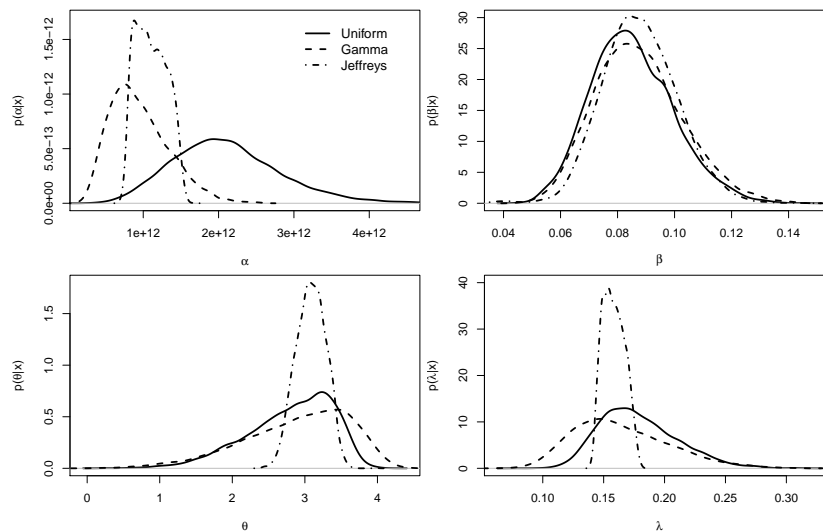 Uniform
Gamma
Jeffreys
p(α|x)
0.0e+00 5.0e-13 1.0e-12 1.5e-12
1e+12 2e+12 3e+12 4e+12
α
p(β|x)
0 5 10 15 20 25 30
0.04 0.06 0.08 0.10 0.12 0.14
β
p(θ|x)
0.0 0.5 1.0 1.5
0 1 2 3 4
θ
p(λ|x)
0 10 20 30 40
0.10 0.15 0.20 0.25 0.30
λ